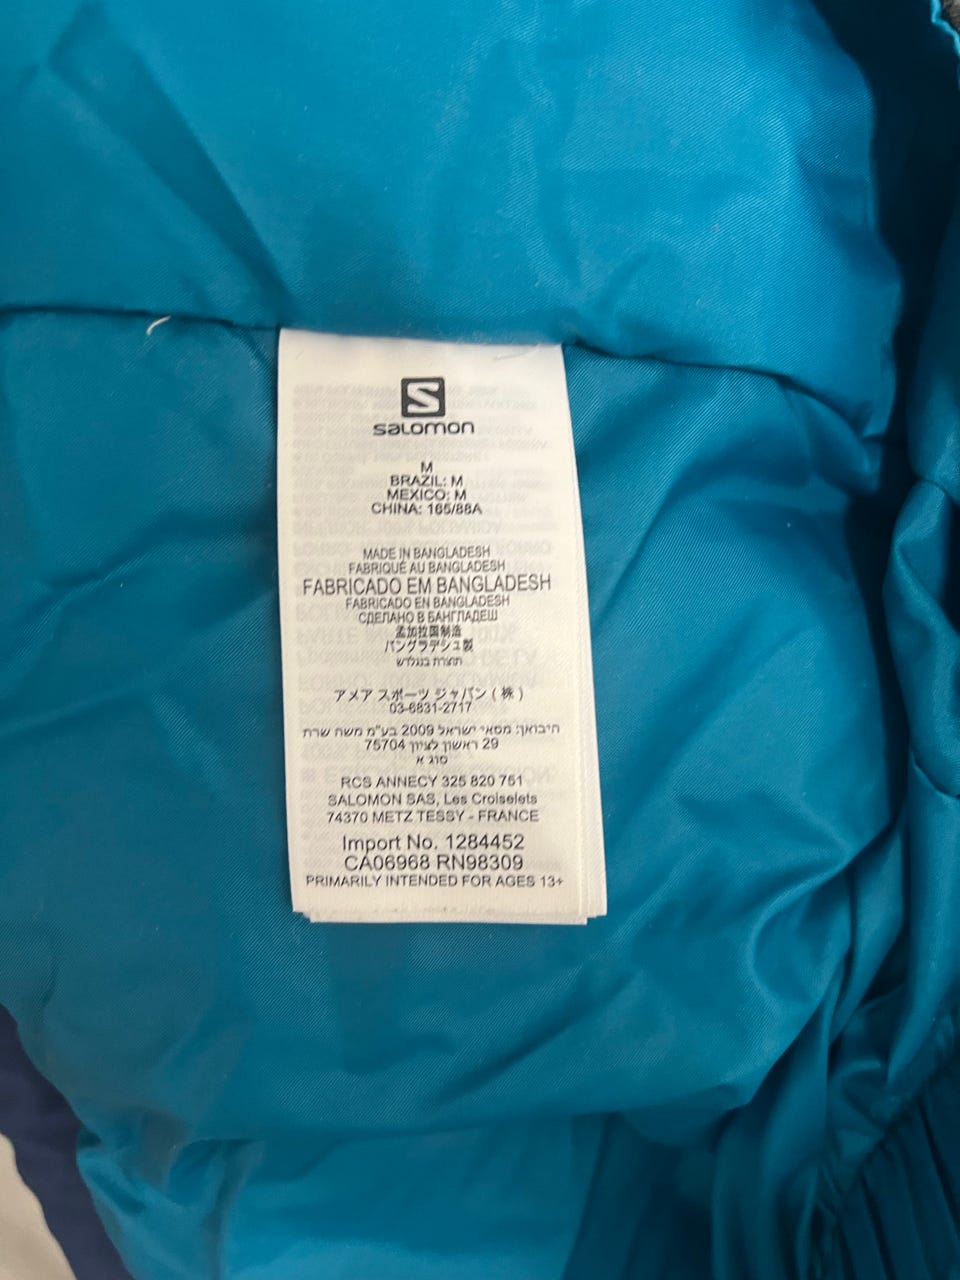 S
salomon
M
BRAZIL: M
MEXICO: M
CHINA: 165/88A
MADE IN BANGLADESH
FABRIQUÉ AU BANGLADESH
FABRICADO EM BANGLADESH
FABRICADO EN BANGLADESH
СДЕЛАНО В БАНГЛАДЕШ
孟加拉国制造
バングラデシュ製
תוצרת בנגלדש
アメア スポーツ ジャパン ( 株 )
03-6831-2717
היבואן: מסאי ישראל 2009 בע"מ משה שרת
29 ראשון לציון 75704
סוג א
RCS ANNECY 325 820 751
SALOMON SAS, Les Croiselets
74370 METZ TESSY - FRANCE
Import No. 1284452
CA06968 RN98309
PRIMARILY INTENDED FOR AGES 13+